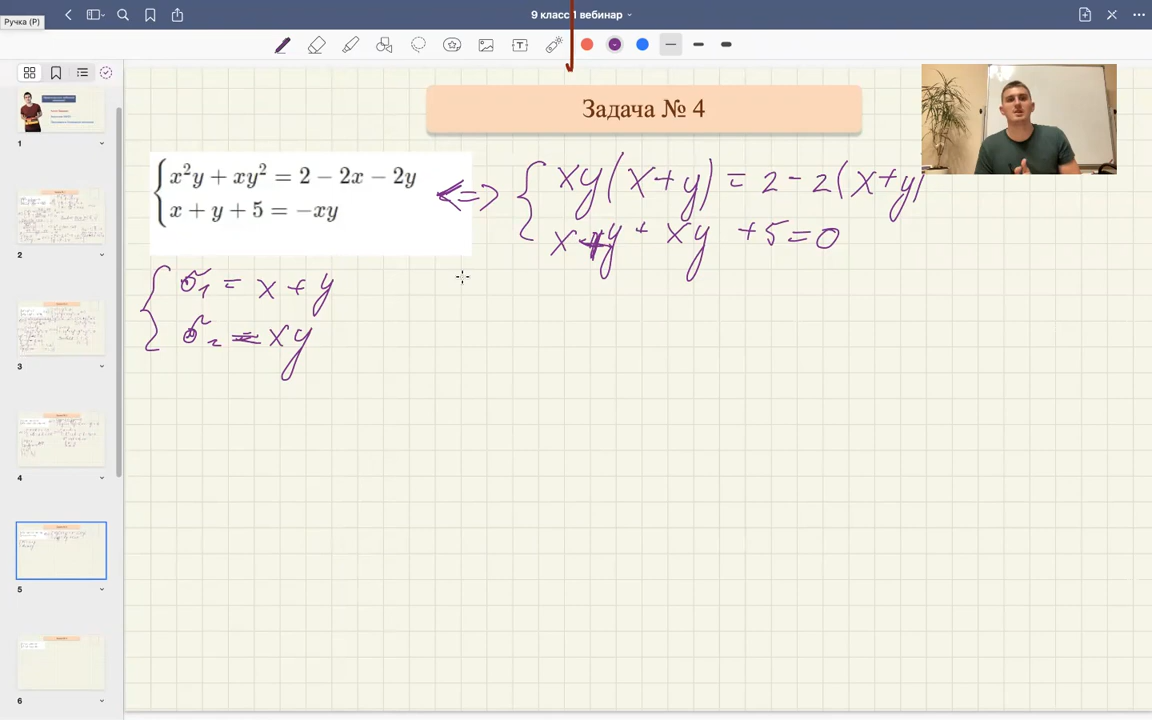 Ручка (P)
9 класс 1 вебинар
Задача № 4
x²y + xy² = 2 − 2x − 2y
x + y + 5 = −xy
<=> xy(x+y) = 2 - 2(x+y)
x + y + xy + 5 = 0
σ₁ = x + y
σ₂ = xy
1
2
3
4
5
6